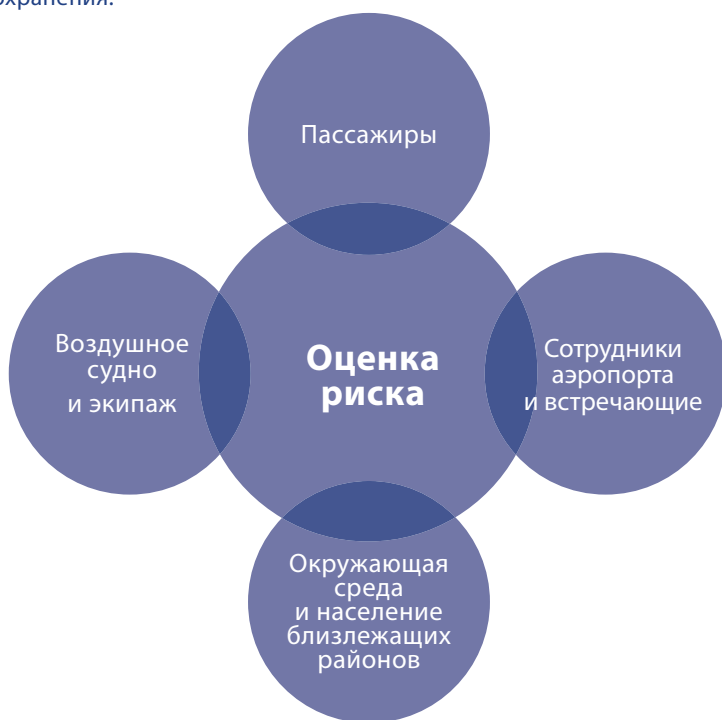 Пассажиры
Воздушное
судно
и экипаж
Оценка
риска
Сотрудники
аэропорта
и встречающие
Окружающая
среда
и население
близлежащих
районов